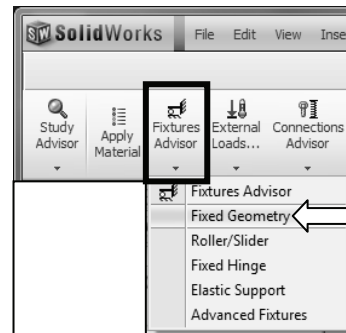 SW SolidWorks File Edit View Inse
Study Advisor
Apply Material
Fixtures Advisor
External Loads...
Connections Advisor
Fixtures Advisor
Fixed Geometry
Roller/Slider
Fixed Hinge
Elastic Support
Advanced Fixtures